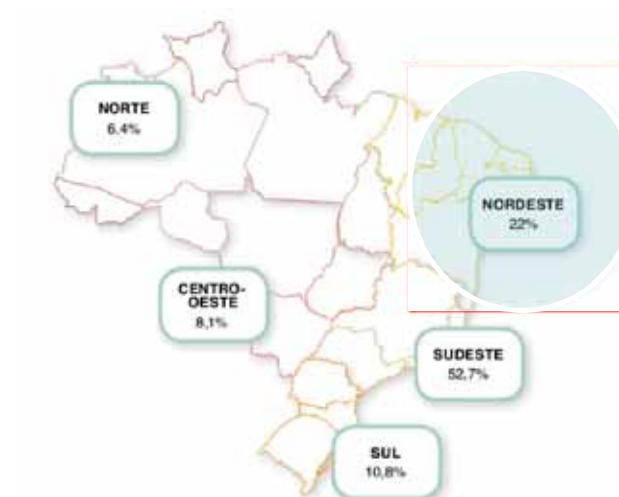 NORTE
6,4%
NORDESTE
22%
CENTRO-
OESTE
8,1%
SUDESTE
52,7%
SUL
10,8%